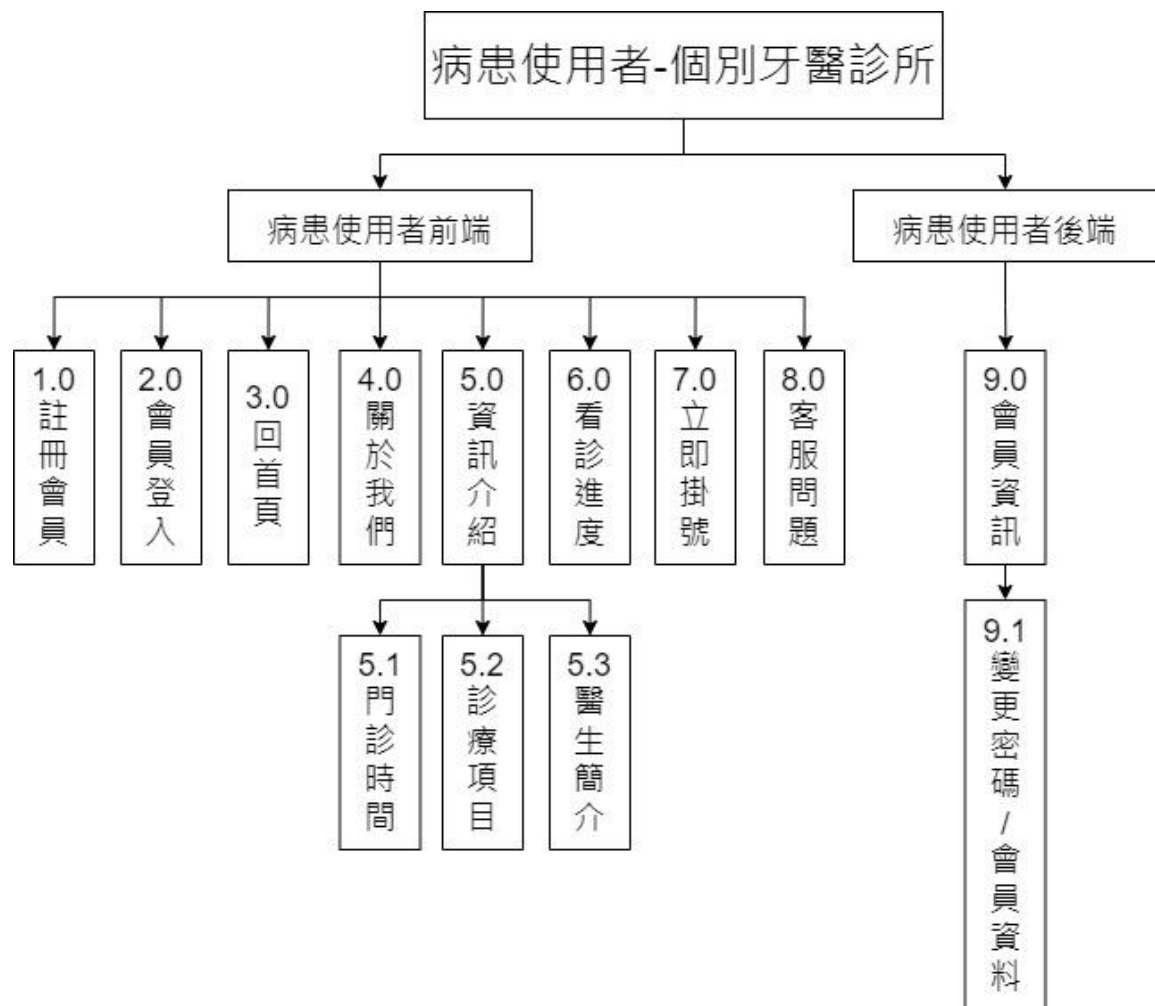 病患使用者-個別牙醫診所
病患使用者前端
病患使用者後端
1.0
註冊會員
2.0
會員登入
3.0
回首頁
4.0
關於我們
5.0
資訊介紹
6.0
看診進度
7.0
立即掛號
8.0
客服問題
9.0
會員資訊
5.1
門診時間
5.2
診療項目
5.3
醫生簡介
9.1
變更密碼/會員資料